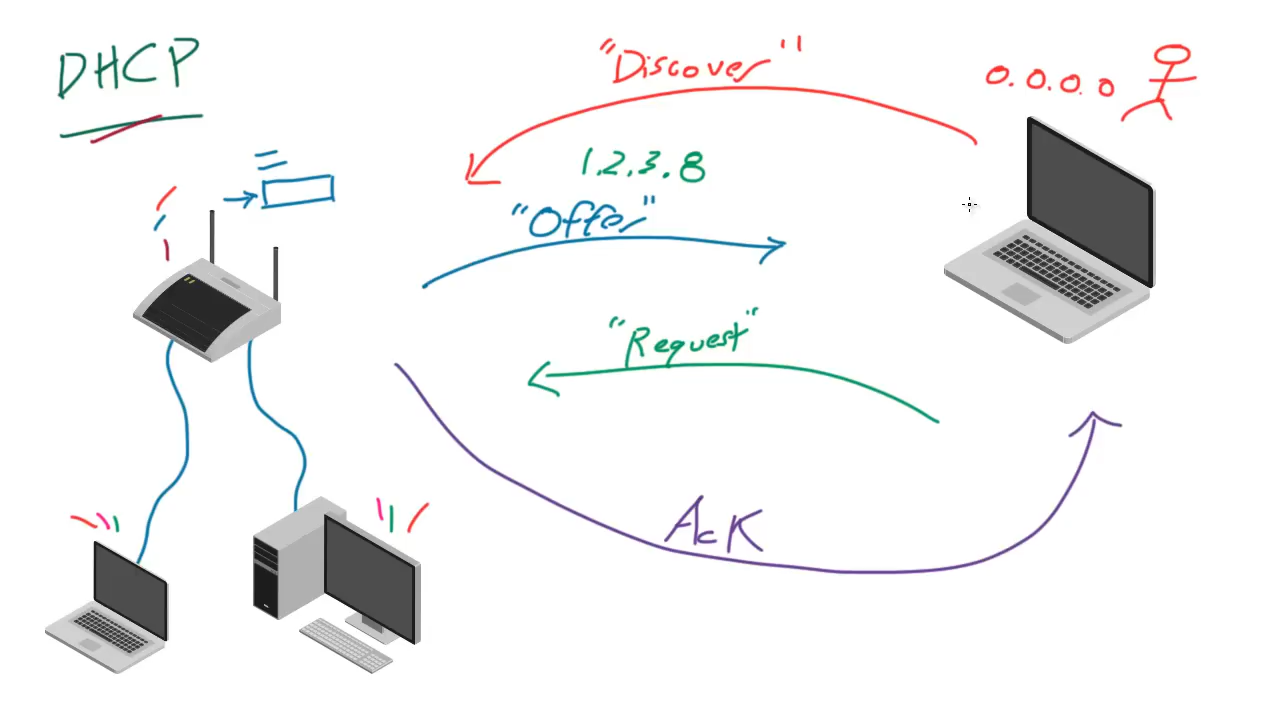 DHCP
"Discover"
0.0.0.0
1.2.3.8
"Offer"
"Request"
AcK